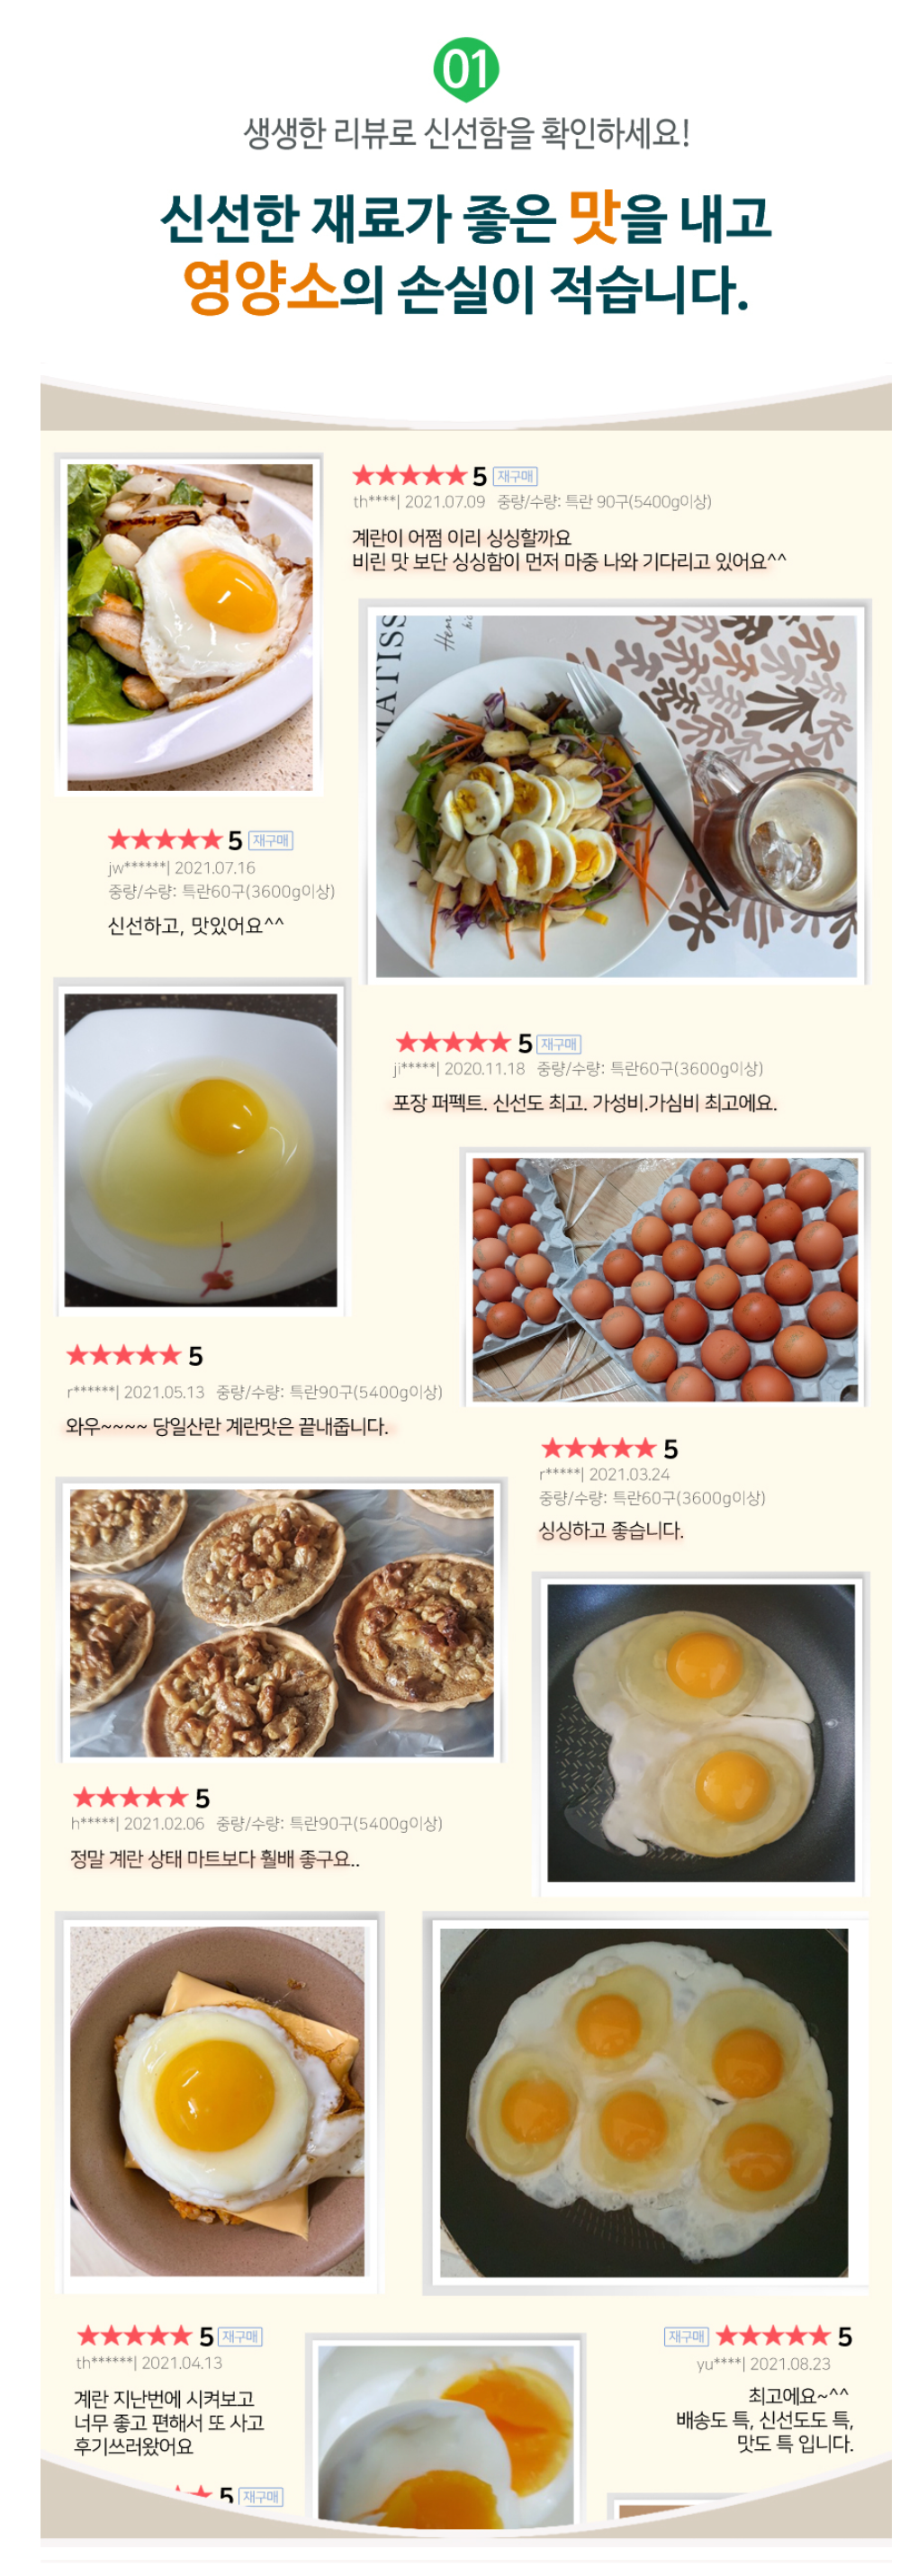 01
생생한 리뷰로 신선함을 확인하세요!
신선한 재료가 좋은 맛을 내고
영양소의 손실이 적습니다.
★★★★★ 5 재구매
th****| 2021.07.09 중량/수량: 특란 90구(5400g이상)
계란이 어쩜 이리 싱싱할까요
비린 맛 보단 싱싱함이 먼저 마중 나와 기다리고 있어요^^
MATISS
Hen
★★★★★ 5 재구매
jw******| 2021.07.16
중량/수량: 특란60구(3600g이상)
신선하고, 맛있어요^^
★★★★★ 5 재구매
ji*****| 2020.11.18 중량/수량: 특란60구(3600g이상)
포장 퍼펙트. 신선도 최고. 가성비.가심비 최고에요.
★★★★★ 5
r******| 2021.05.13 중량/수량: 특란90구(5400g이상)
와우~~~~ 당일산란 계란맛은 끝내줍니다.
★★★★★ 5
r*****| 2021.03.24
중량/수량: 특란60구(3600g이상)
싱싱하고 좋습니다.
★★★★★ 5
h*****| 2021.02.06 중량/수량: 특란90구(5400g이상)
정말 계란 상태 마트보다 훨배 좋구요..
★★★★★ 5 재구매
th******| 2021.04.13
계란 지난번에 시켜보고
너무 좋고 편해서 또 사고
후기쓰러왔어요
재구매 ★★★★★ 5
yu****| 2021.08.23
최고에요~^^
배송도 특, 신선도도 특,
맛도 특 입니다.
5 재구매